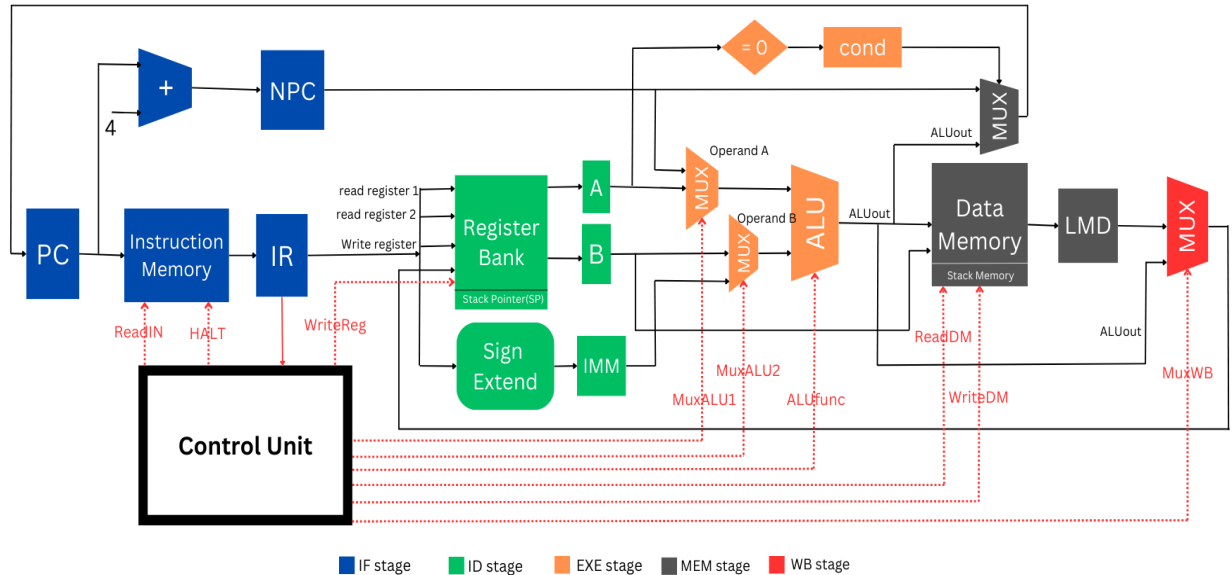 = 0
cond
+
NPC
MUX
4
ALUout
Operand A
MUX
read register 1
A
read register 2
Operand B
Write register
Register
Bank
Stack Pointer(SP)
B
MUX
ALU
ALUout
Data
Memory
Stack Memory
LMD
MUX
PC
Instruction
Memory
IR
ReadIN
HALT
WriteReg
Sign
Extend
IMM
ReadDM
ALUout
MuxALU1
MuxALU2
ALUfunc
WriteDM
MuxWB
Control Unit
IF stage
ID stage
EXE stage
MEM stage
WB stage